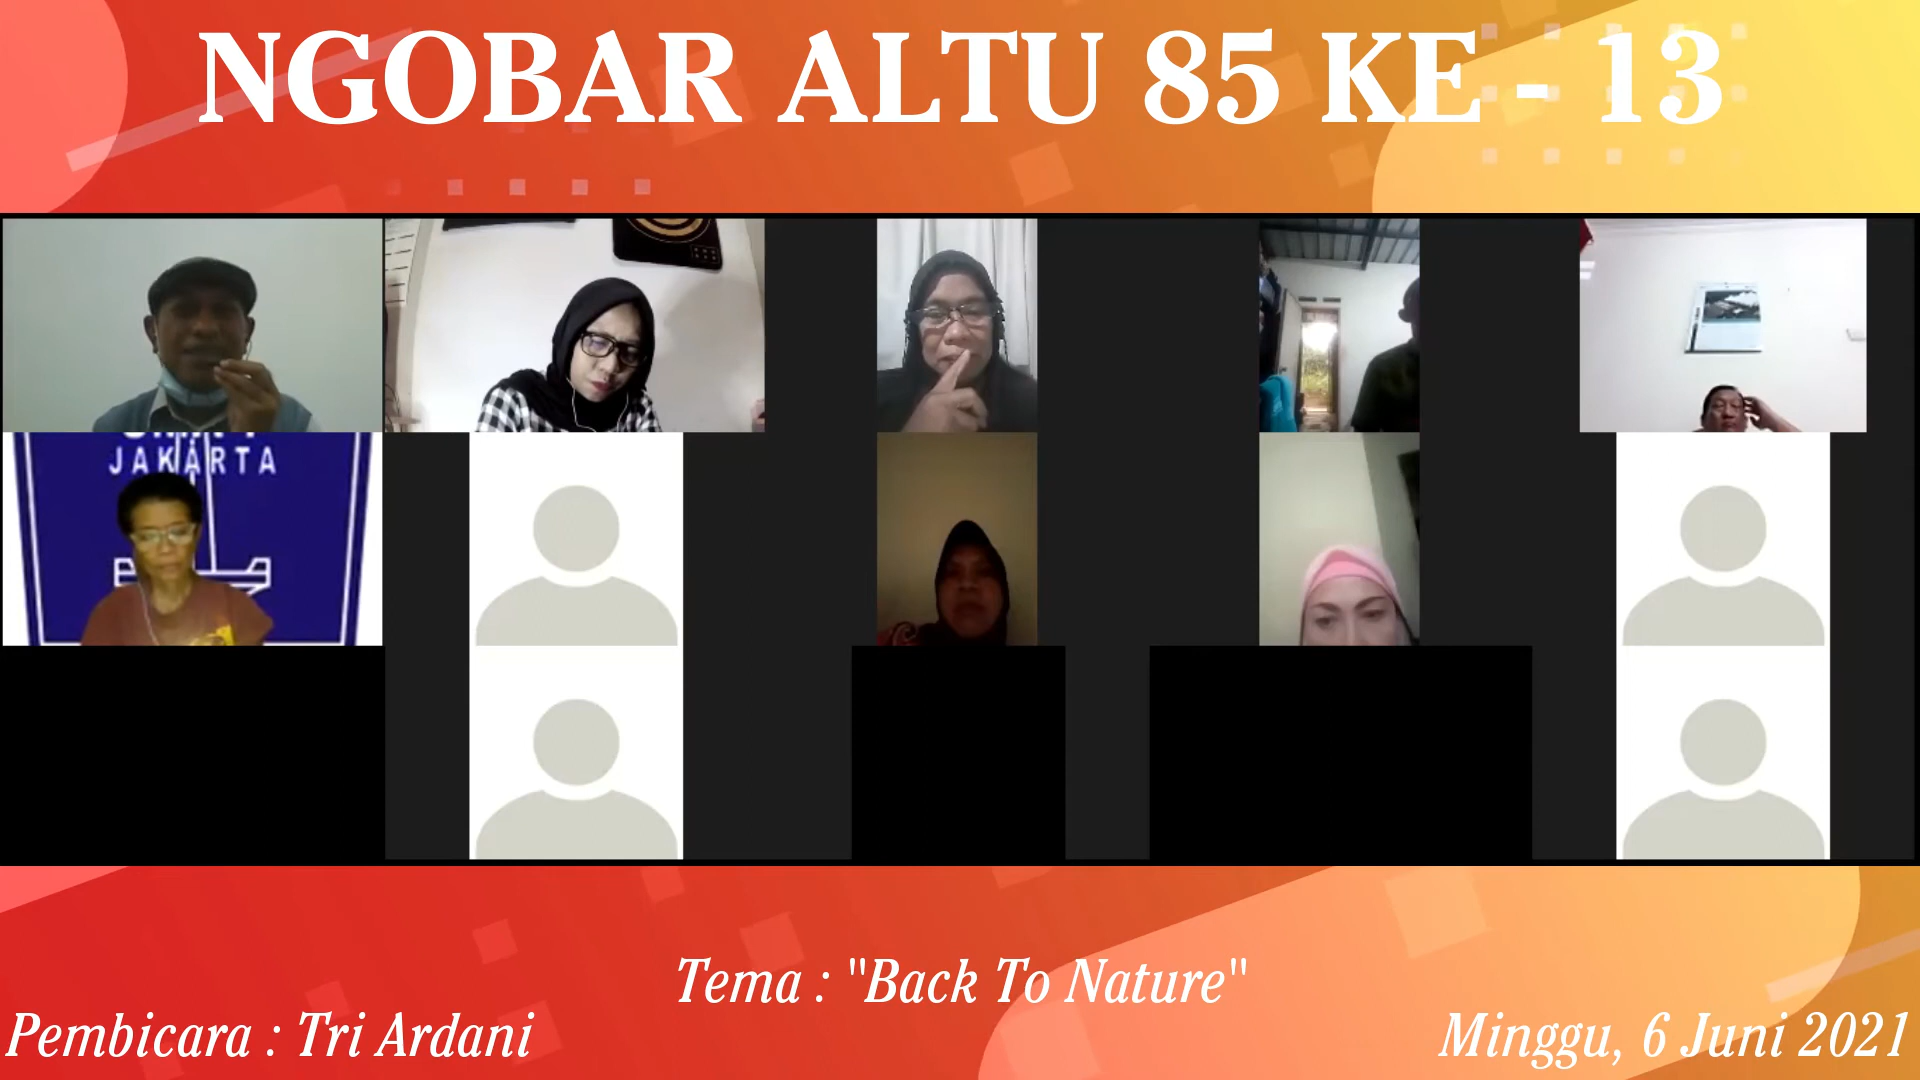 NGOBAR ALTU 85 KE - 13
JAKARTA
Tema : "Back To Nature"
Pembicara : Tri Ardani
Minggu, 6 Juni 2021